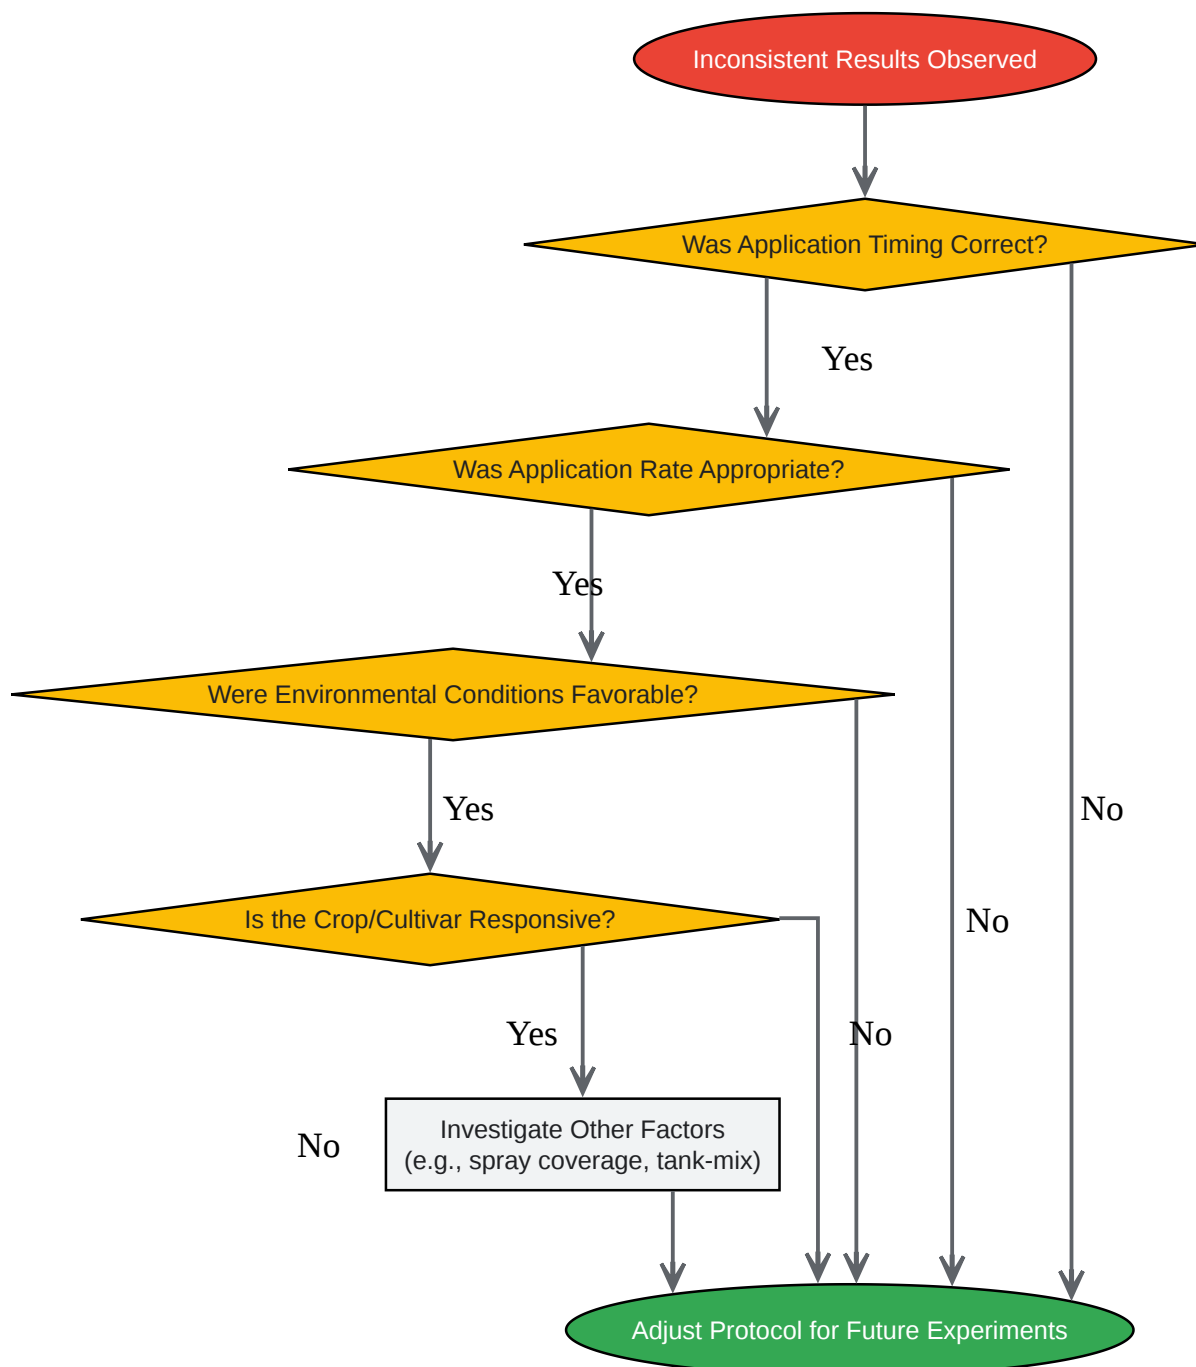 Inconsistent Results Observed
Was Application Timing Correct?
Yes
Was Application Rate Appropriate?
Yes
Were Environmental Conditions Favorable?
Yes
No
Is the Crop/Cultivar Responsive?
No
Yes
No
Investigate Other Factors
(e.g., spray coverage, tank-mix)
No
Adjust Protocol for Future Experiments